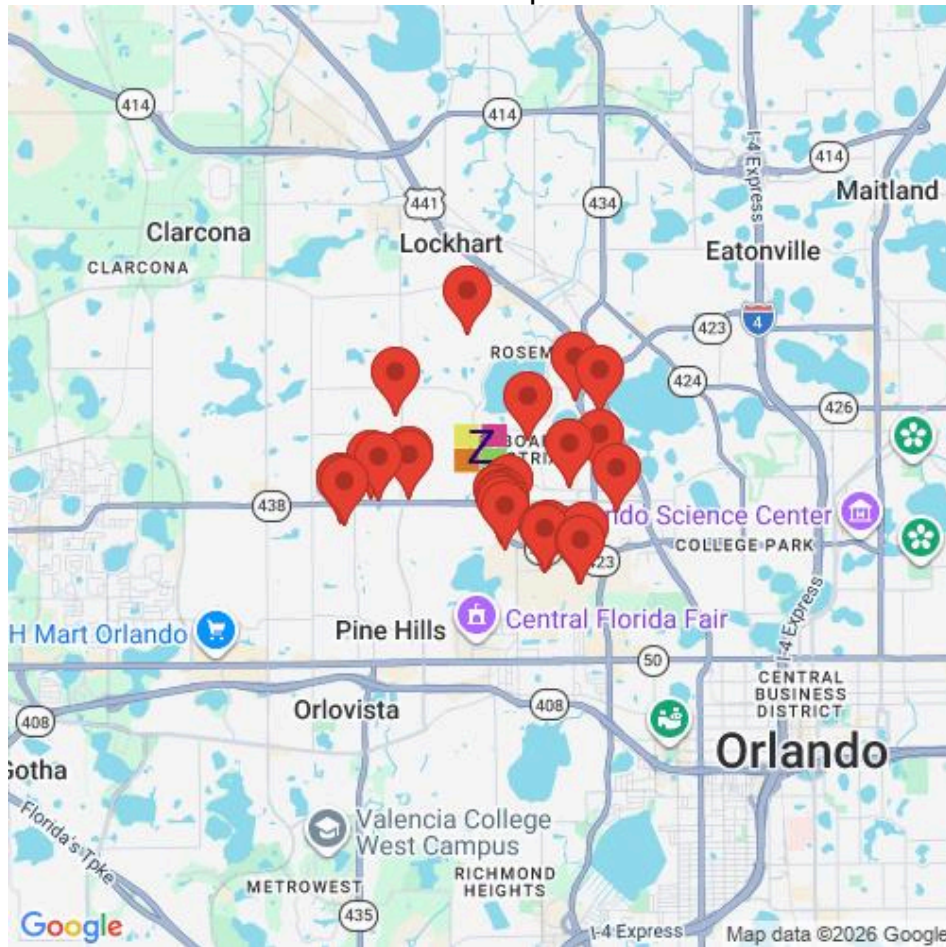 414
414
414
441
434
Maitland
I-4 Express
Clarcona
Lockhart
Eatonville
CLARCONA
4
423
ROSEM
424
426
Z
BOA
TRIA
438
ndo Science Center
COLLEGE PARK
423
H Mart Orlando
Pine Hills
Central Florida Fair
I-4 Express
50
CENTRAL
BUSINESS
DISTRICT
Orlovista
408
408
Orlando
Gotha
Florida's Tpke
Valencia College
West Campus
RICHMOND
HEIGHTS
METROWEST
435
I-4 Express
Google
Map data ©2026 Google